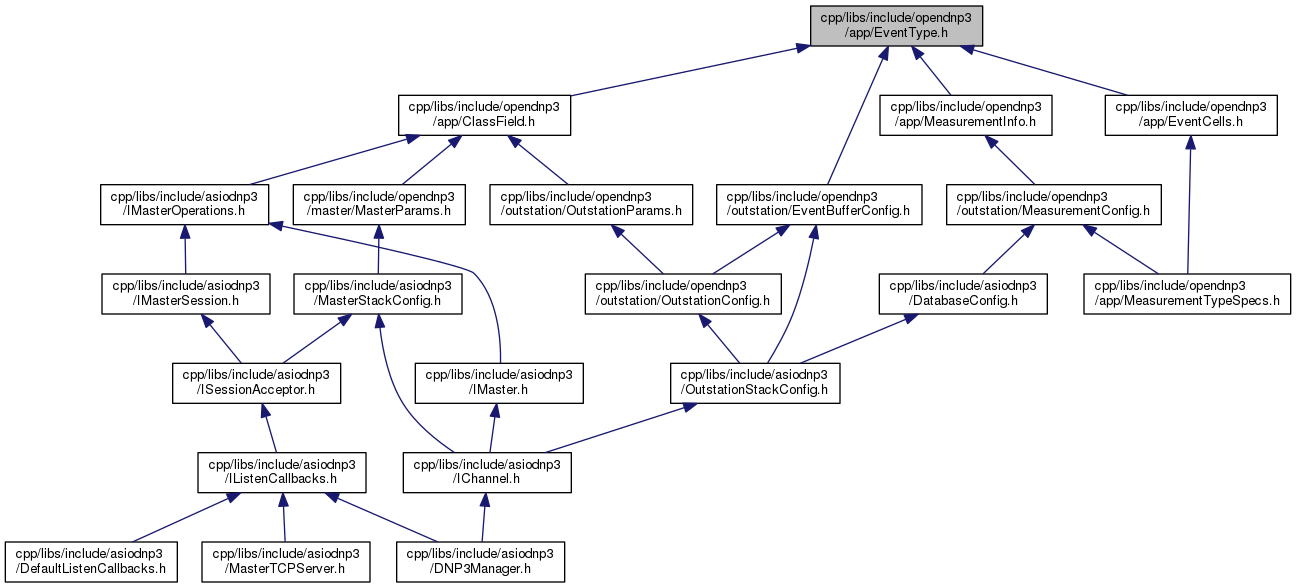 cpp/libs/include/opendnp3
/app/EventType.h
cpp/libs/include/opendnp3
/app/ClassField.h
cpp/libs/include/opendnp3
/app/MeasurementInfo.h
cpp/libs/include/opendnp3
/app/EventCells.h
cpp/libs/include/asiodnp3
/IMasterOperations.h
cpp/libs/include/opendnp3
/master/MasterParams.h
cpp/libs/include/opendnp3
/outstation/OutstationParams.h
cpp/libs/include/opendnp3
/outstation/EventBufferConfig.h
cpp/libs/include/opendnp3
/outstation/MeasurementConfig.h
cpp/libs/include/asiodnp3
/IMasterSession.h
cpp/libs/include/asiodnp3
/MasterStackConfig.h
cpp/libs/include/opendnp3
/outstation/OutstationConfig.h
cpp/libs/include/asiodnp3
/DatabaseConfig.h
cpp/libs/include/opendnp3
/app/MeasurementTypeSpecs.h
cpp/libs/include/asiodnp3
/ISessionAcceptor.h
cpp/libs/include/asiodnp3
/IMaster.h
cpp/libs/include/asiodnp3
/OutstationStackConfig.h
cpp/libs/include/asiodnp3
/IListenCallbacks.h
cpp/libs/include/asiodnp3
/IChannel.h
cpp/libs/include/asiodnp3
/DefaultListenCallbacks.h
cpp/libs/include/asiodnp3
/MasterTCPServer.h
cpp/libs/include/asiodnp3
/DNP3Manager.h